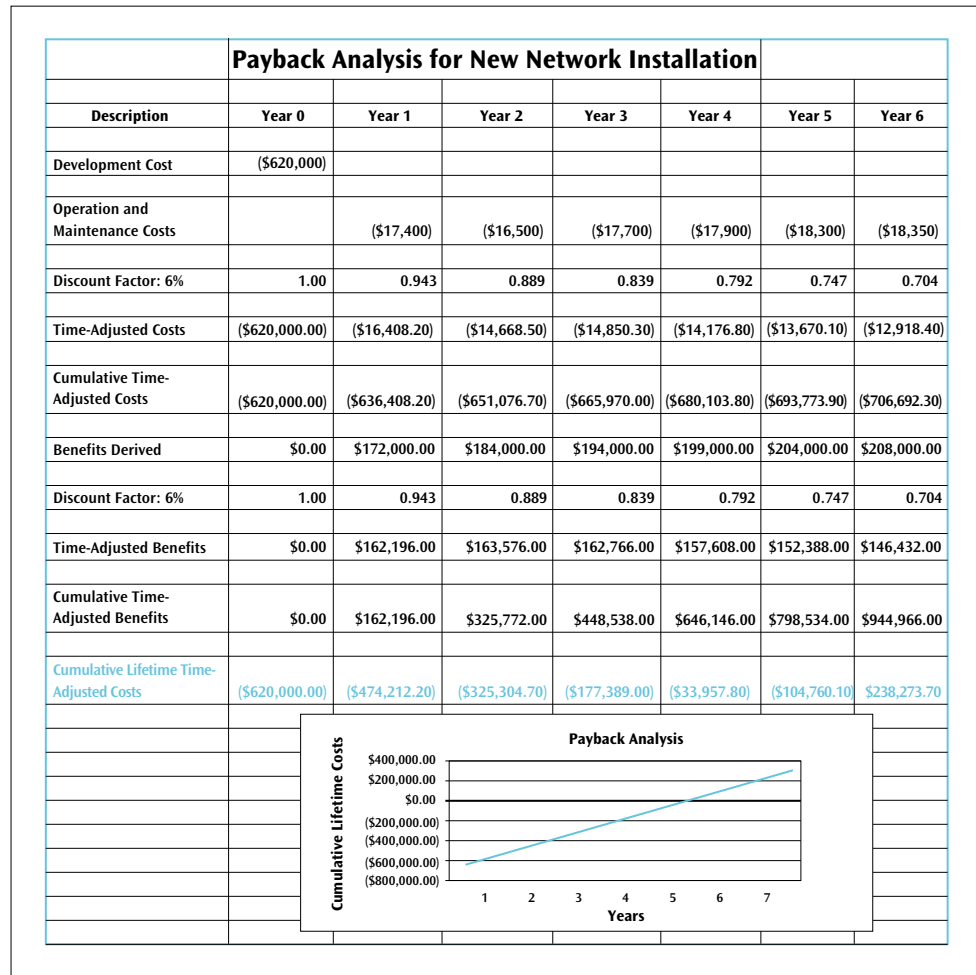 Payback Analysis for New Network Installation
Description Year 0 Year 1 Year 2 Year 3 Year 4 Year 5 Year 6
Development Cost ($620,000)
Operation and
Maintenance Costs ($17,400) ($16,500) ($17,700) ($17,900) ($18,300) ($18,350)
Discount Factor: 6% 1.00 0.943 0.889 0.839 0.792 0.747 0.704
Time-Adjusted Costs ($620,000.00) ($16,408.20) ($14,668.50) ($14,850.30) ($14,176.80) ($13,670.10) ($12,918.40)
Cumulative Time-
Adjusted Costs ($620,000.00) ($636,408.20) ($651,076.70) ($665,970.00) ($680,103.80) ($693,773.90) ($706,692.30)
Benefits Derived $0.00 $172,000.00 $184,000.00 $194,000.00 $199,000.00 $204,000.00 $208,000.00
Discount Factor: 6% 1.00 0.943 0.889 0.839 0.792 0.747 0.704
Time-Adjusted Benefits $0.00 $162,196.00 $163,576.00 $162,766.00 $157,608.00 $152,388.00 $146,432.00
Cumulative Time-
Adjusted Benefits $0.00 $162,196.00 $325,772.00 $448,538.00 $646,146.00 $798,534.00 $944,966.00
Cumulative Lifetime Time-
Adjusted Costs ($620,000.00) ($474,212.20) ($325,304.70) ($177,389.00) ($33,957.80) ($104,760.10) $238,273.70
Payback Analysis
Cumulative Lifetime Costs
$400,000.00
$200,000.00
$0.00
($200,000.00)
($400,000.00)
($600,000.00)
($800,000.00)
1 2 3 4 5 6 7
Years